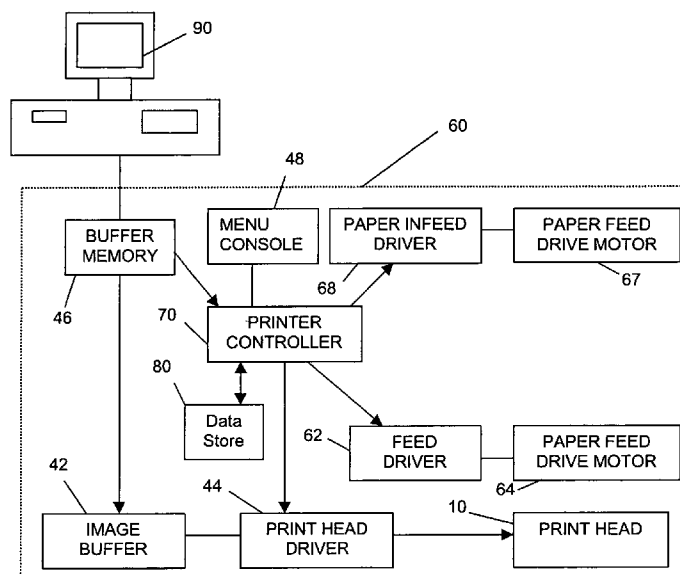 90
60
48
BUFFER
MEMORY
MENU
CONSOLE
PAPER INFEED
DRIVER
PAPER FEED
DRIVE MOTOR
46
68
67
70
PRINTER
CONTROLLER
80
Data
Store
62
FEED
DRIVER
PAPER FEED
DRIVE MOTOR
42
44
64
10
IMAGE
BUFFER
PRINT HEAD
DRIVER
PRINT HEAD